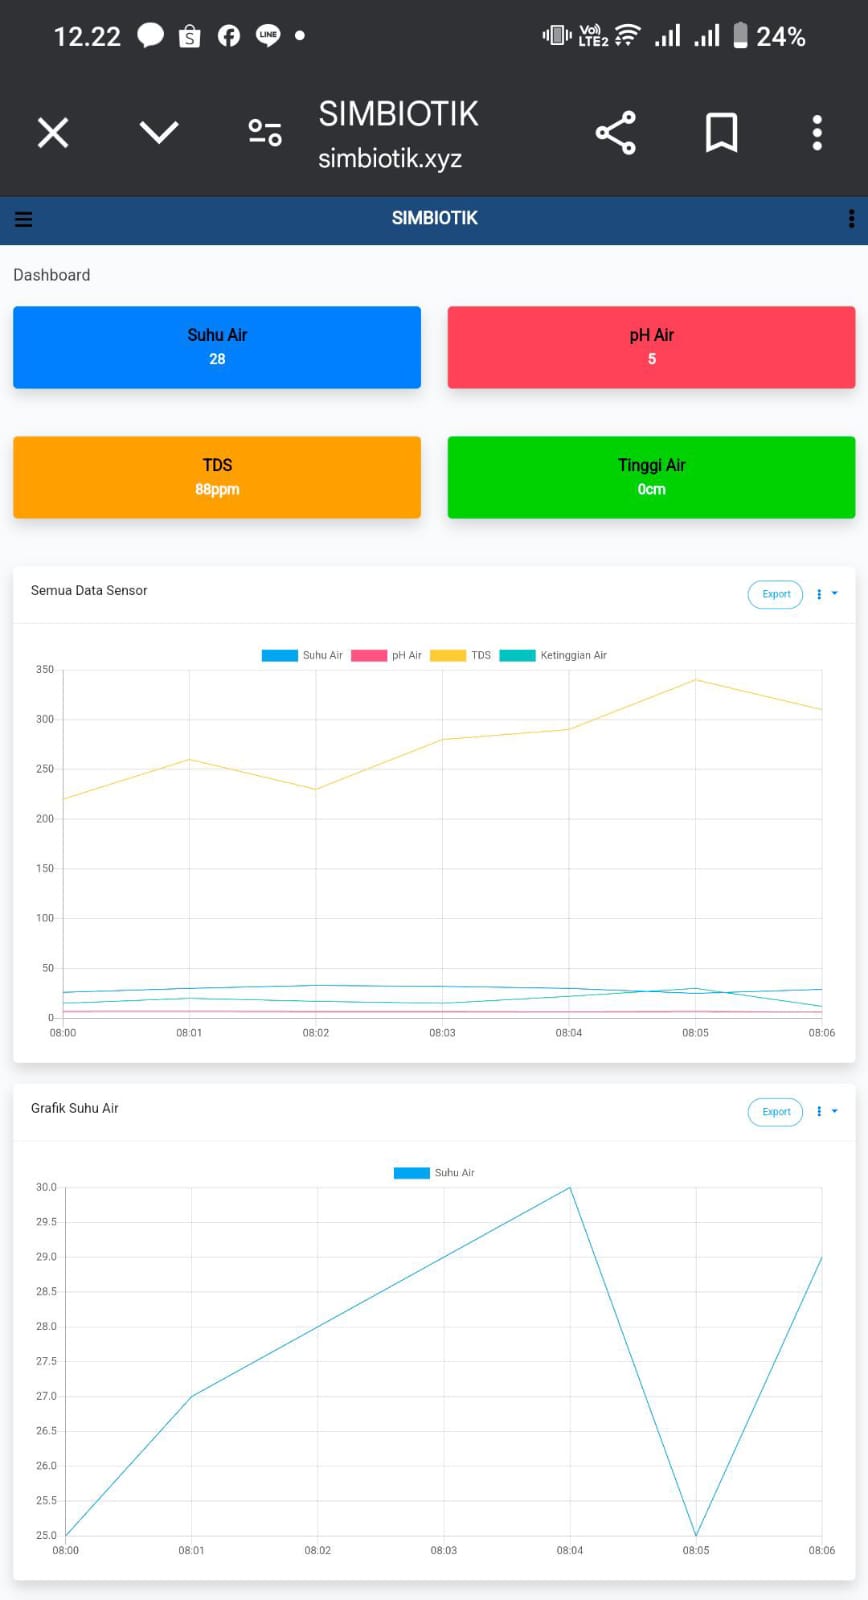 12.22 S LINE Vo) LTE2 24%
SIMBIOTIK
simbiotik.xyz
SIMBIOTIK
Dashboard
Suhu Air
28
pH Air
5
TDS
88ppm
Tinggi Air
0cm
Semua Data Sensor
Export
Suhu Air pH Air TDS Ketinggian Air
350
300
250
200
150
100
50
0
08:00 08:01 08:02 08:03 08:04 08:05 08:06
Grafik Suhu Air
Export
Suhu Air
30.0
29.5
29.0
28.5
28.0
27.5
27.0
26.5
26.0
25.5
25.0
08:00 08:01 08:02 08:03 08:04 08:05 08:06